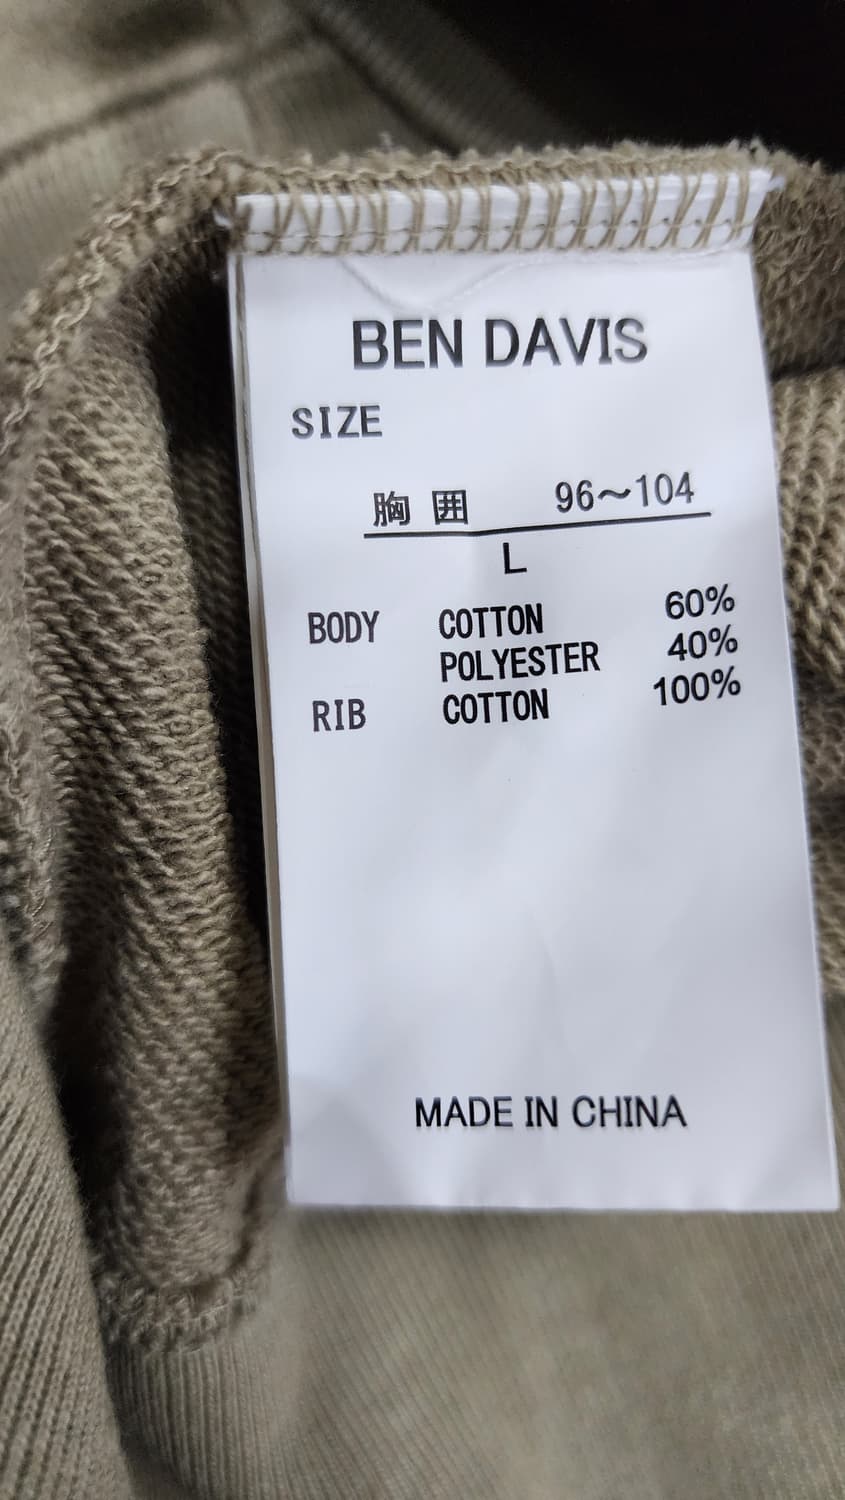 BEN DAVIS
SIZE
胸 囲 96～104
L
BODY COTTON 60%
POLYESTER 40%
RIB COTTON 100%
MADE IN CHINA